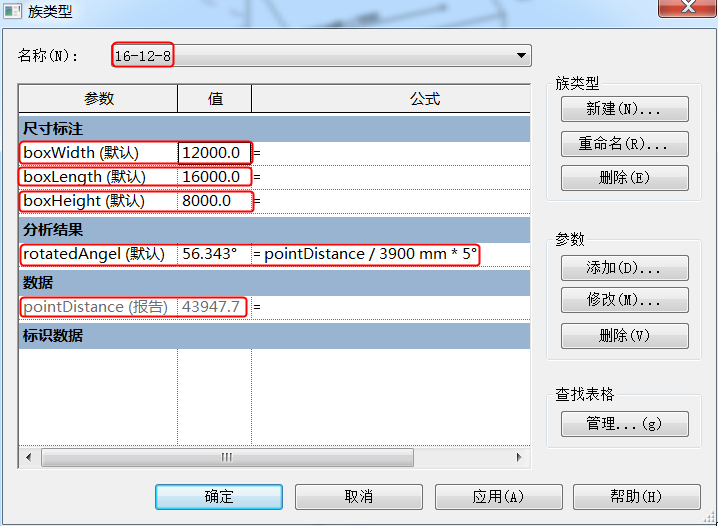 族类型
名称(N):
16-12-8
参数 值 公式
尺寸标注
boxWidth (默认) 12000.0 =
boxLength (默认) 16000.0 =
boxHeight (默认) 8000.0 =
分析结果
rotatedAngel (默认) 56.343° = pointDistance / 3900 mm * 5°
数据
pointDistance (报告) 43947.7 =
标识数据
族类型
新建(N)...
重命名(R)...
删除(E)
参数
添加(D)...
修改(M)...
删除(V)
查找表格
管理...(g)
确定 取消 应用(A) 帮助(H)